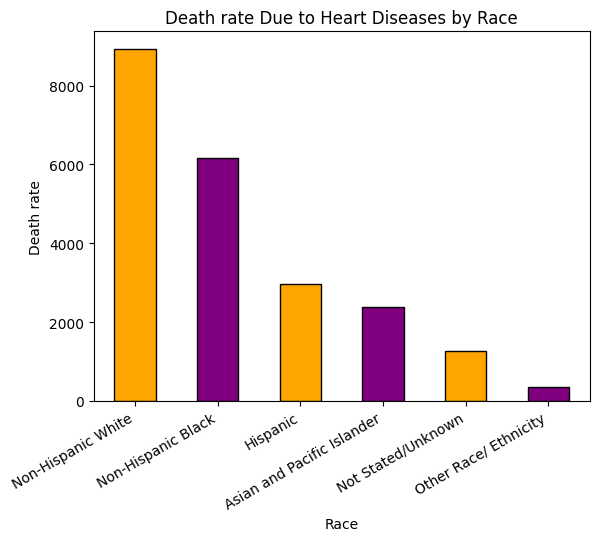 Death rate Due to Heart Diseases by Race
Death rate
8000
6000
4000
2000
0
Non-Hispanic White
Non-Hispanic Black
Hispanic
Asian and Pacific Islander
Not Stated/Unknown
Other Race/ Ethnicity
Race